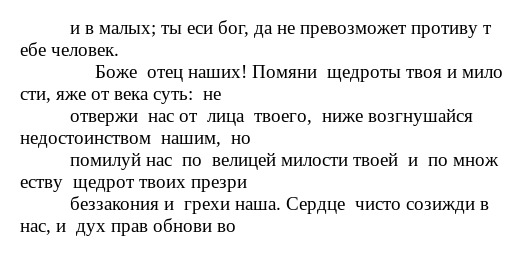 и в малых; ты еси бог, да не превозможет противу т
ебе человек.
Боже отец наших! Помяни щедроты твоя и мило
сти, яже от века суть: не
отвержи нас от лица твоего, ниже возгнушайся
недостоинством нашим, но
помилуй нас по велицей милости твоей и по множ
еству щедрот твоих презри
беззакония и грехи наша. Сердце чисто созижди в
нас, и дух прав обнови во